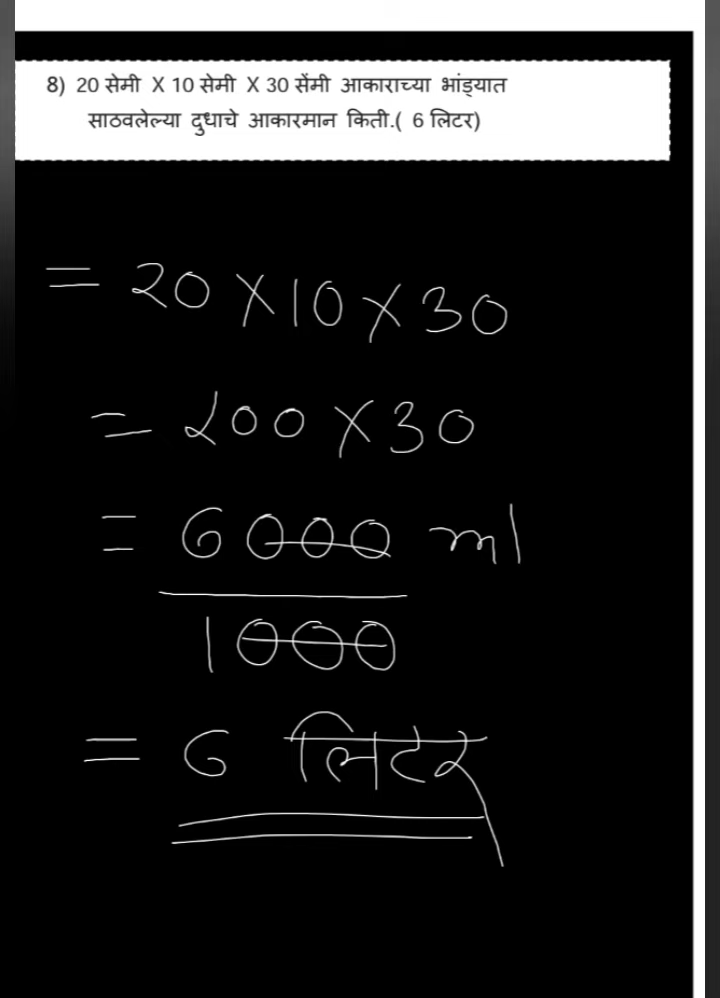 8) 20 सेमी X 10 सेमी X 30 सेंमी आकाराच्या भांड्यात
साठवलेल्या दुधाचे आकारमान किती.( 6 लिटर)
= 20 X 10 X 30
= 200 X 30
= 6000 ml
1000
= 6 लिटर